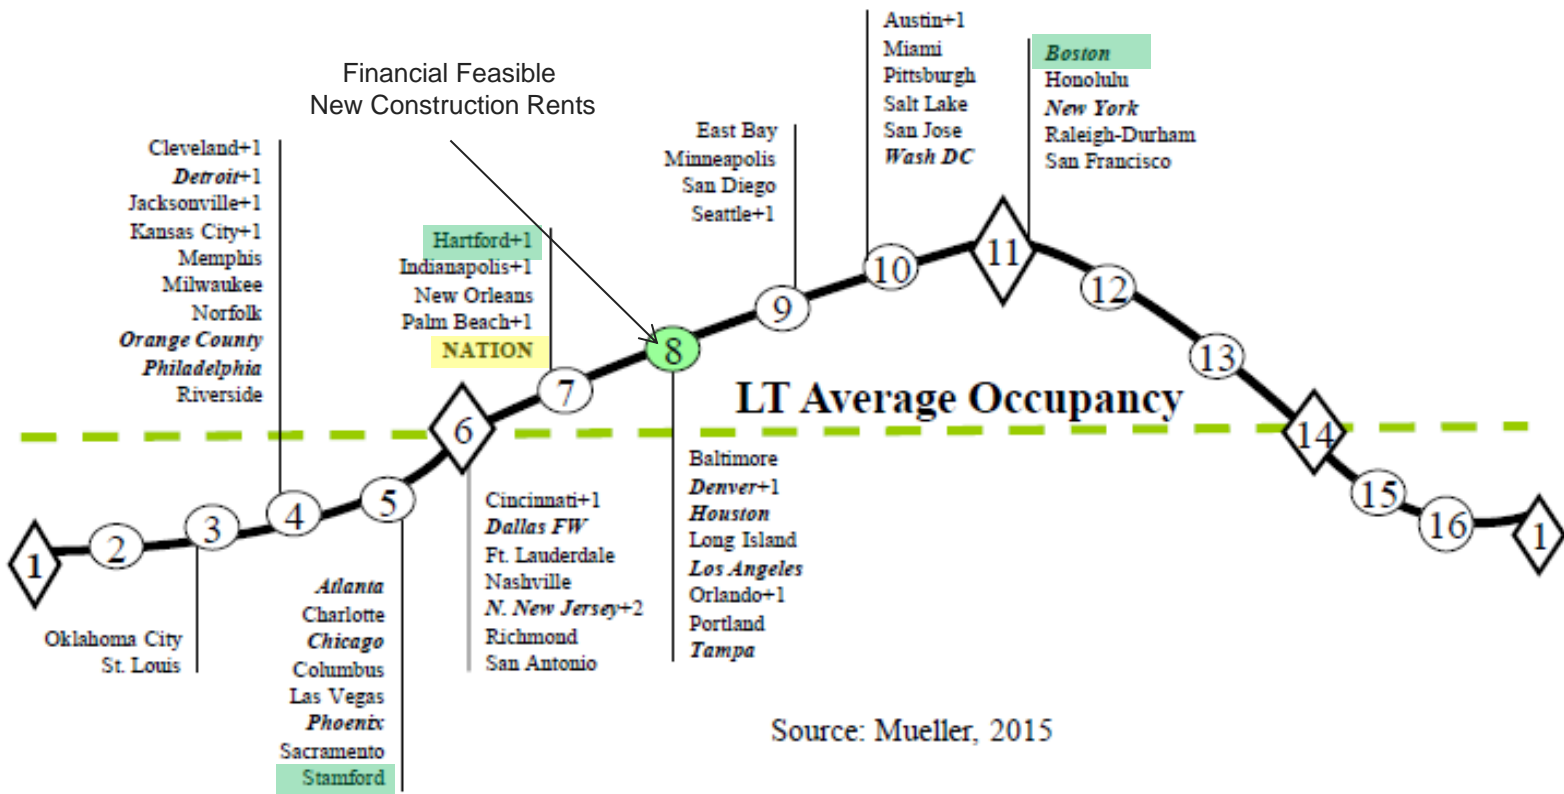 Financial Feasible
New Construction Rents
Cleveland+1
Detroit+1
Jacksonville+1
Kansas City+1
Memphis
Milwaukee
Norfolk
Orange County
Philadelphia
Riverside
Hartford+1
Indianapolis+1
New Orleans
Palm Beach+1
NATION
East Bay
Minneapolis
San Diego
Seattle+1
Austin+1
Miami
Pittsburgh
Salt Lake
San Jose
Wash DC
Boston
Honolulu
New York
Raleigh-Durham
San Francisco
1
2
3
4
5
6
7
8
9
10
11
12
13
14
15
16
1
LT Average Occupancy
Oklahoma City
St. Louis
Atlanta
Charlotte
Chicago
Columbus
Las Vegas
Phoenix
Sacramento
Stamford
Cincinnati+1
Dallas FW
Ft. Lauderdale
Nashville
N. New Jersey+2
Richmond
San Antonio
Baltimore
Denver+1
Houston
Long Island
Los Angeles
Orlando+1
Portland
Tampa
Source: Mueller, 2015